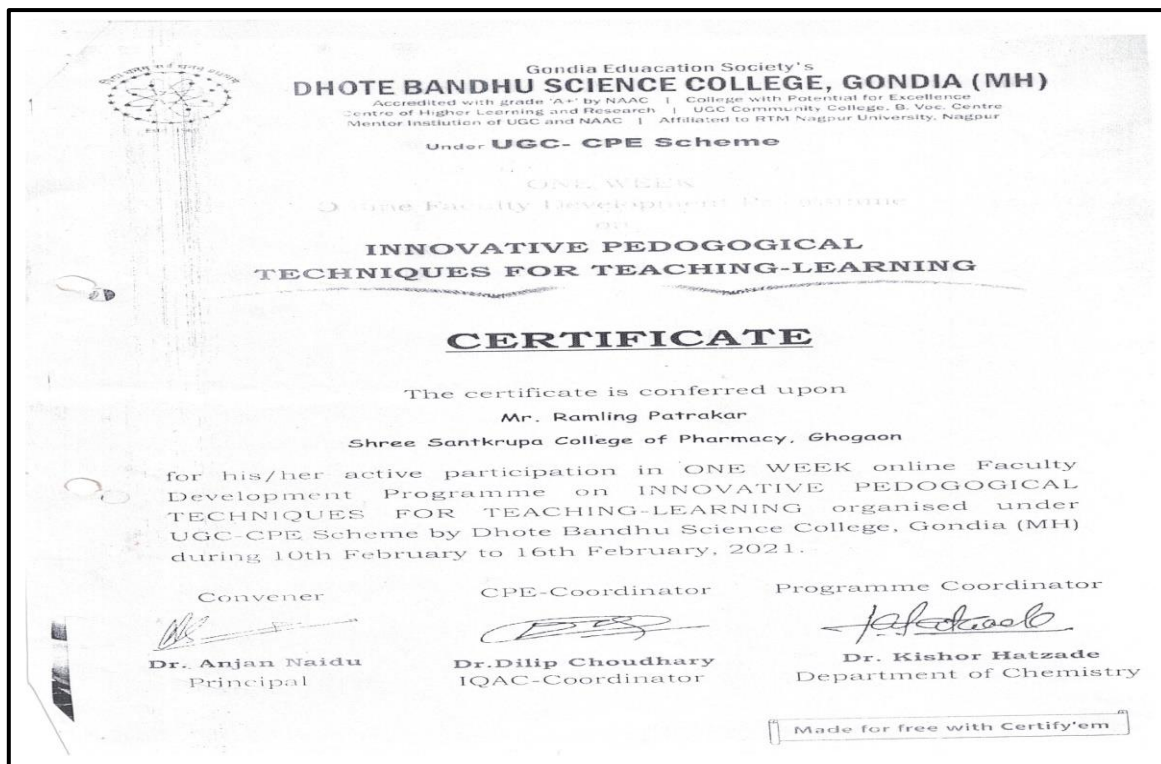 Gondia Eduacation Society's
DHOTE BANDHU SCIENCE COLLEGE, GONDIA (MH)
Accredited with grade 'A+' by NAAC | College with Potential for Excellence
Centre of Higher Learning and Research | UGC Community College, B. Voc. Centre
Mentor Institution of UGC and NAAC | Affiliated to RTM Nagpur University, Nagpur
Under UGC- CPE Scheme
ONE WEEK
Online Faculty Development Programme
on
INNOVATIVE PEDOGOGICAL
TECHNIQUES FOR TEACHING-LEARNING
CERTIFICATE
The certificate is conferred upon
Mr. Ramling Patrakar
Shree Santkrupa College of Pharmacy, Ghogaon
for his/her active participation in ONE WEEK online Faculty
Development Programme on INNOVATIVE PEDOGOGICAL
TECHNIQUES FOR TEACHING-LEARNING organised under
UGC-CPE Scheme by Dhote Bandhu Science College, Gondia (MH)
during 10th February to 16th February, 2021.
Convener CPE-Coordinator Programme Coordinator
Dr. Anjan Naidu Dr.Dilip Choudhary Dr. Kishor Hatzade
Principal IQAC-Coordinator Department of Chemistry
Made for free with Certify'em